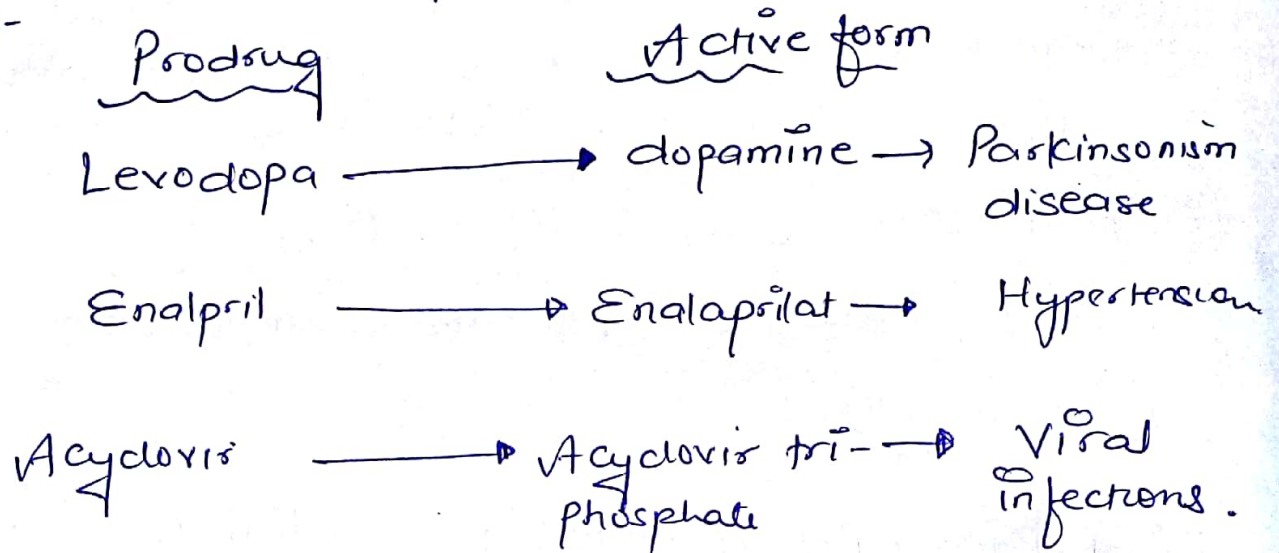 Prodrug Active form
Levodopa → dopamine → Parkinsonism
disease
Enalpril → Enalaprilat → Hypertension
Acyclovir → Acyclovir tri- → Viral
phosphate infections.